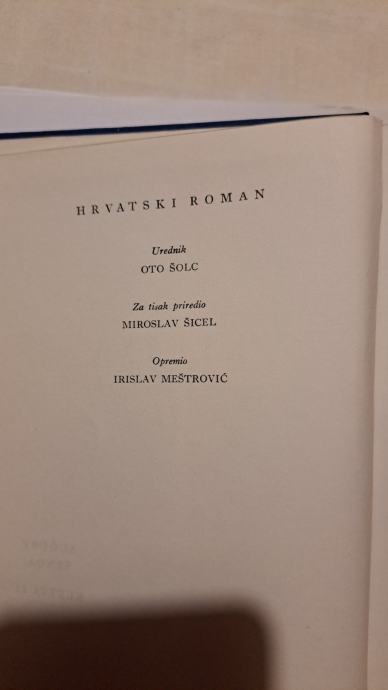 HRVATSKI ROMAN
Urednik
OTO ŠOLC
Za tisak priredio
MIROSLAV ŠICEL
Opremio
IRISLAV MEŠTROVIĆ